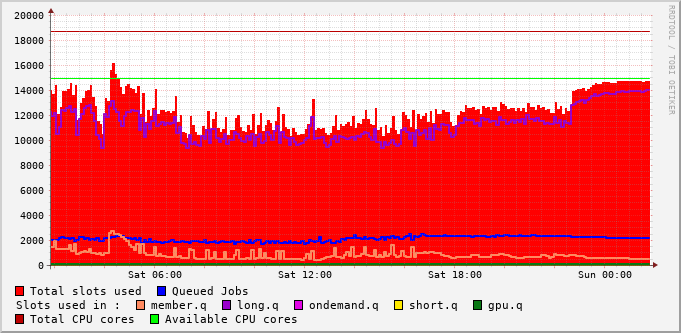 20000
18000
16000
14000
12000
10000
8000
6000
4000
2000
0
Sat 06:00 Sat 12:00 Sat 18:00 Sun 00:00
Total slots used Queued Jobs
Slots used in : member.q long.q ondemand.q short.q gpu.q
Total CPU cores Available CPU cores
RRDTOOL / TOBI OETIKER